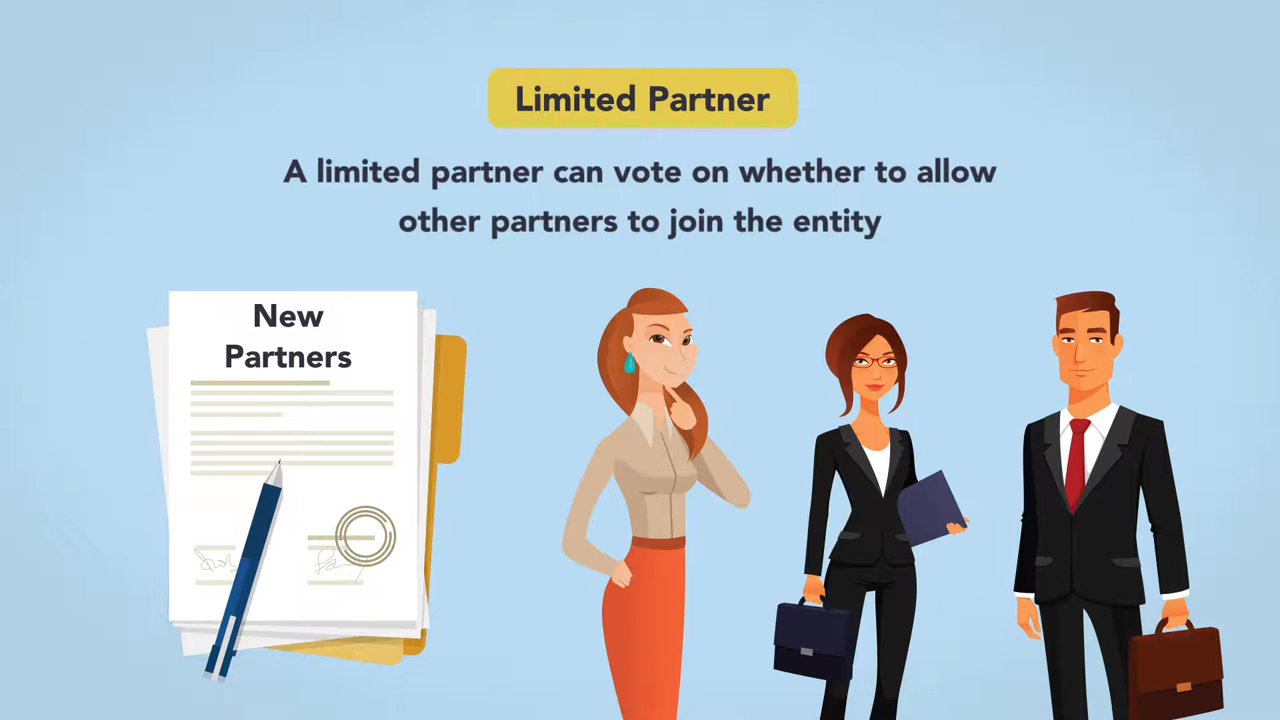 Limited Partner
A limited partner can vote on whether to allow
other partners to join the entity
New
Partners